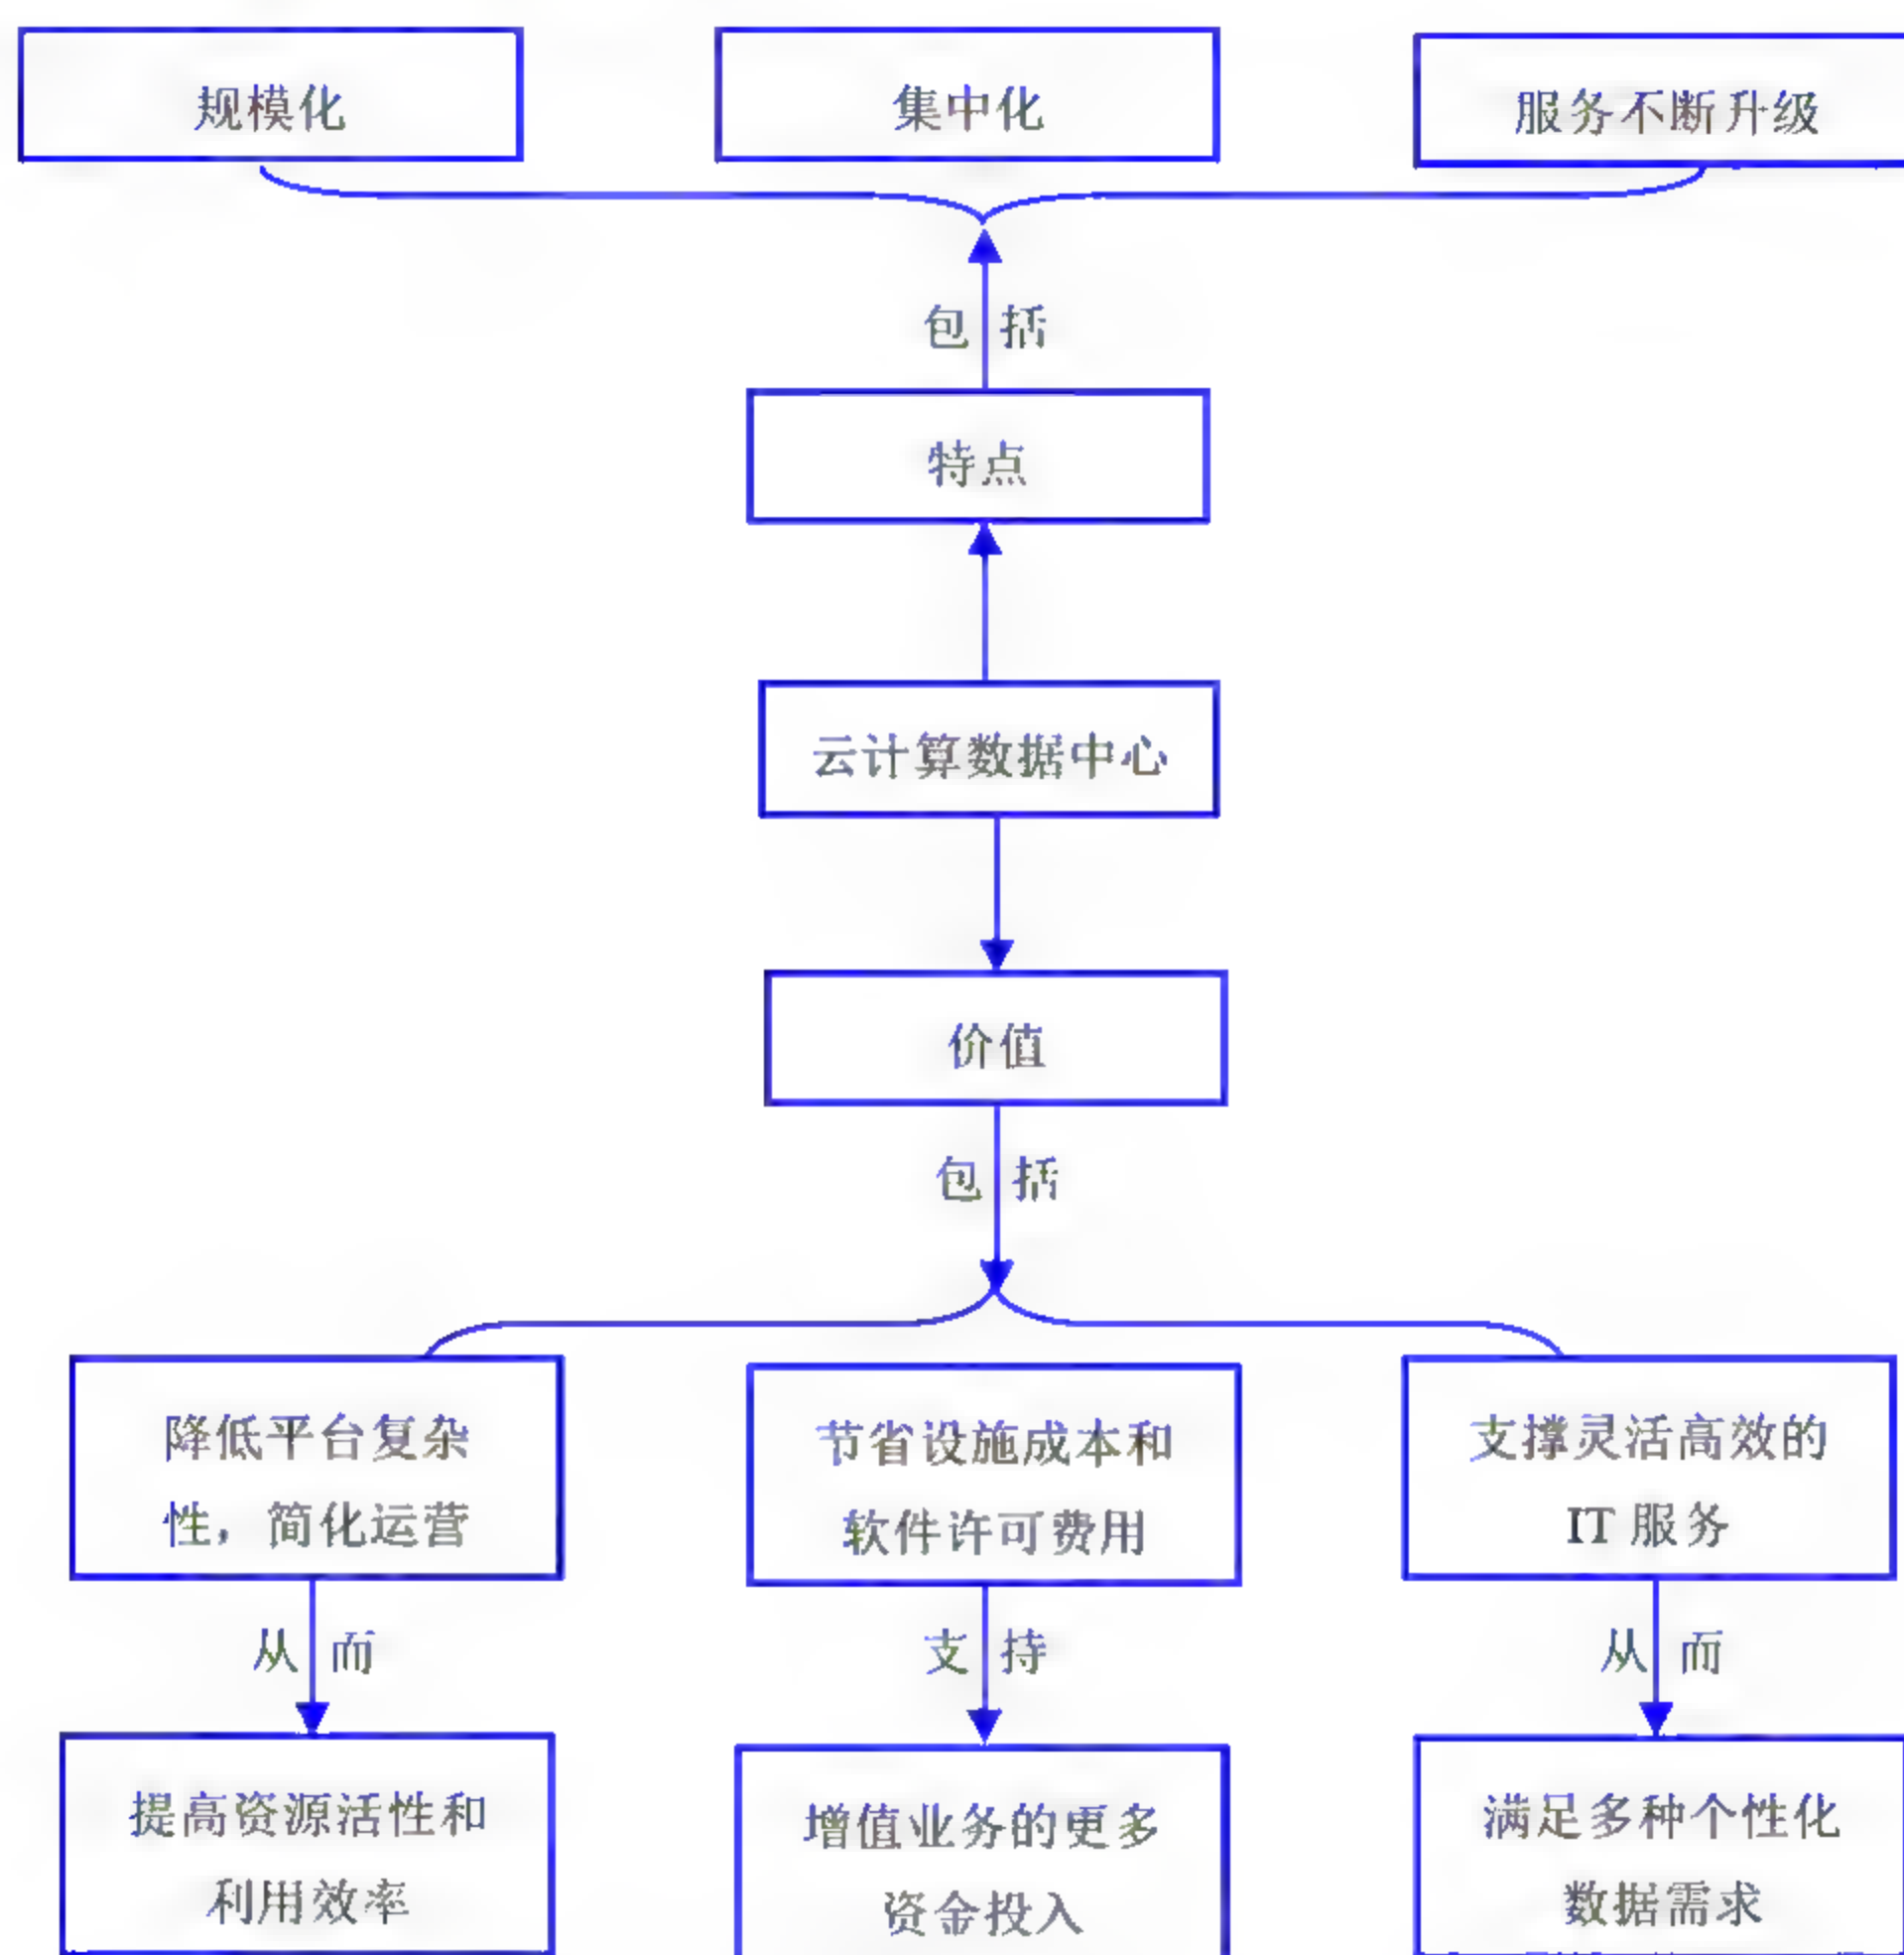 规模化
集中化
服务不断升级
包括
特点
云计算数据中心
价值
包括
降低平台复杂
性，简化运营
节省设施成本和
软件许可费用
支撑灵活高效的
IT 服务
从而
支持
从而
提高资源活性和
利用效率
增值业务的更多
资金投入
满足多种个性化
数据需求